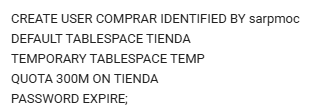 CREATE USER COMPRAR IDENTIFIED BY sarpmoc
DEFAULT TABLESPACE TIENDA
TEMPORARY TABLESPACE TEMP
QUOTA 300M ON TIENDA
PASSWORD EXPIRE;